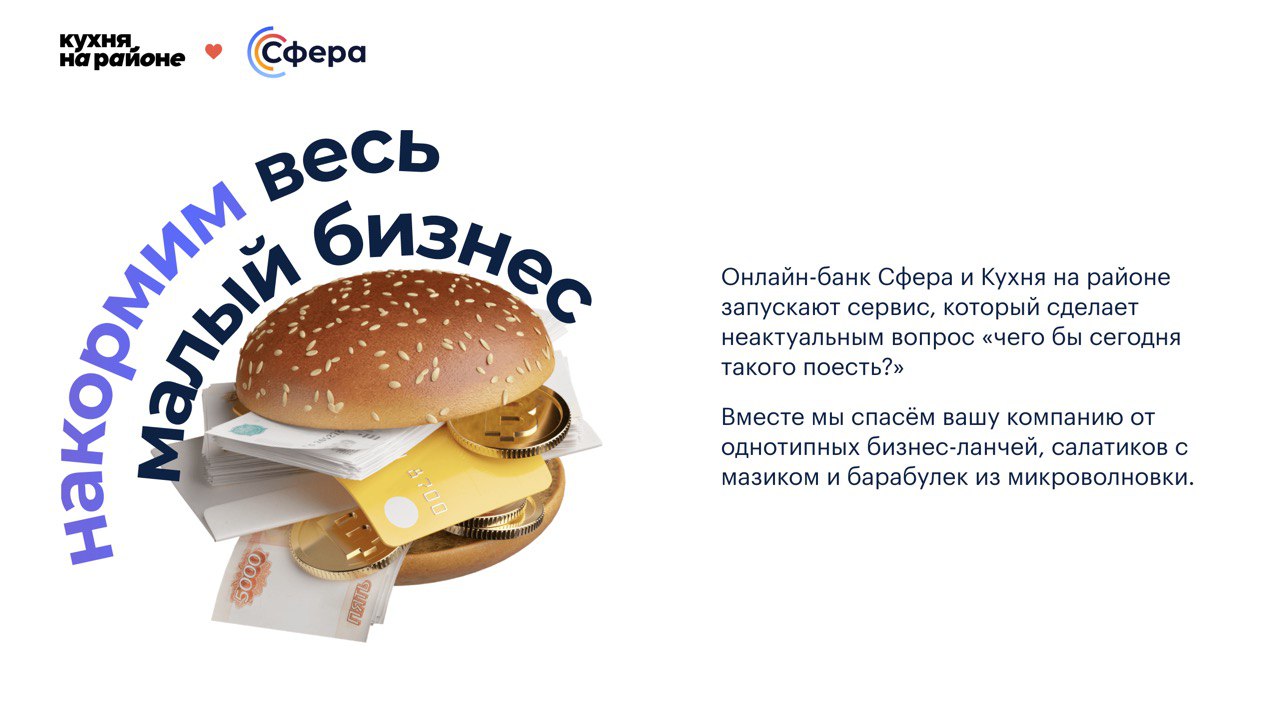 кухня
на районе
Сфера
накормим весь
малый бизнес
5000
ПЯТЬ
Онлайн-банк Сфера и Кухня на районе
запускают сервис, который сделает
неактуальным вопрос «чего бы сегодня
такого поесть?»
Вместе мы спасём вашу компанию от
однотипных бизнес-ланчей, салатиков с
мазиком и барабулек из микроволновки.